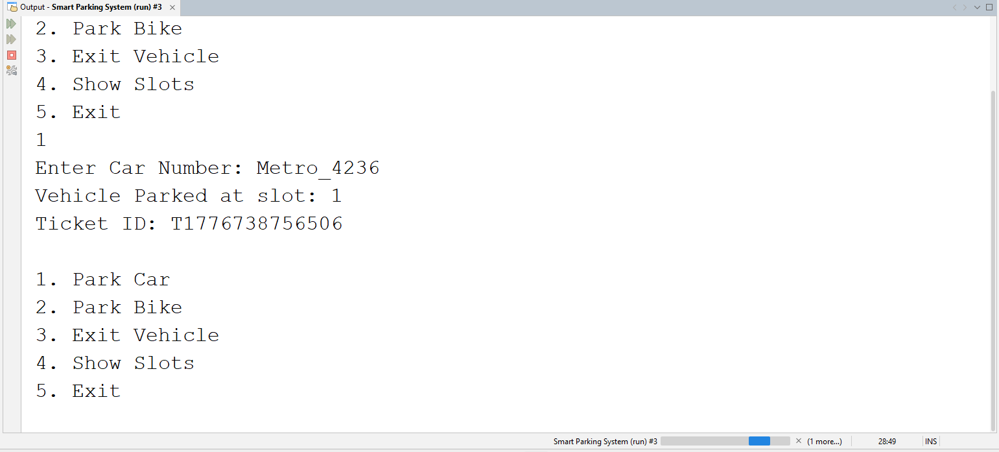 Output - Smart Parking System (run) #3
2. Park Bike
3. Exit Vehicle
4. Show Slots
5. Exit
1
Enter Car Number: Metro_4236
Vehicle Parked at slot: 1
Ticket ID: T1776738756506
1. Park Car
2. Park Bike
3. Exit Vehicle
4. Show Slots
5. Exit
Smart Parking System (run) #3 (1 more...) 28:49 INS